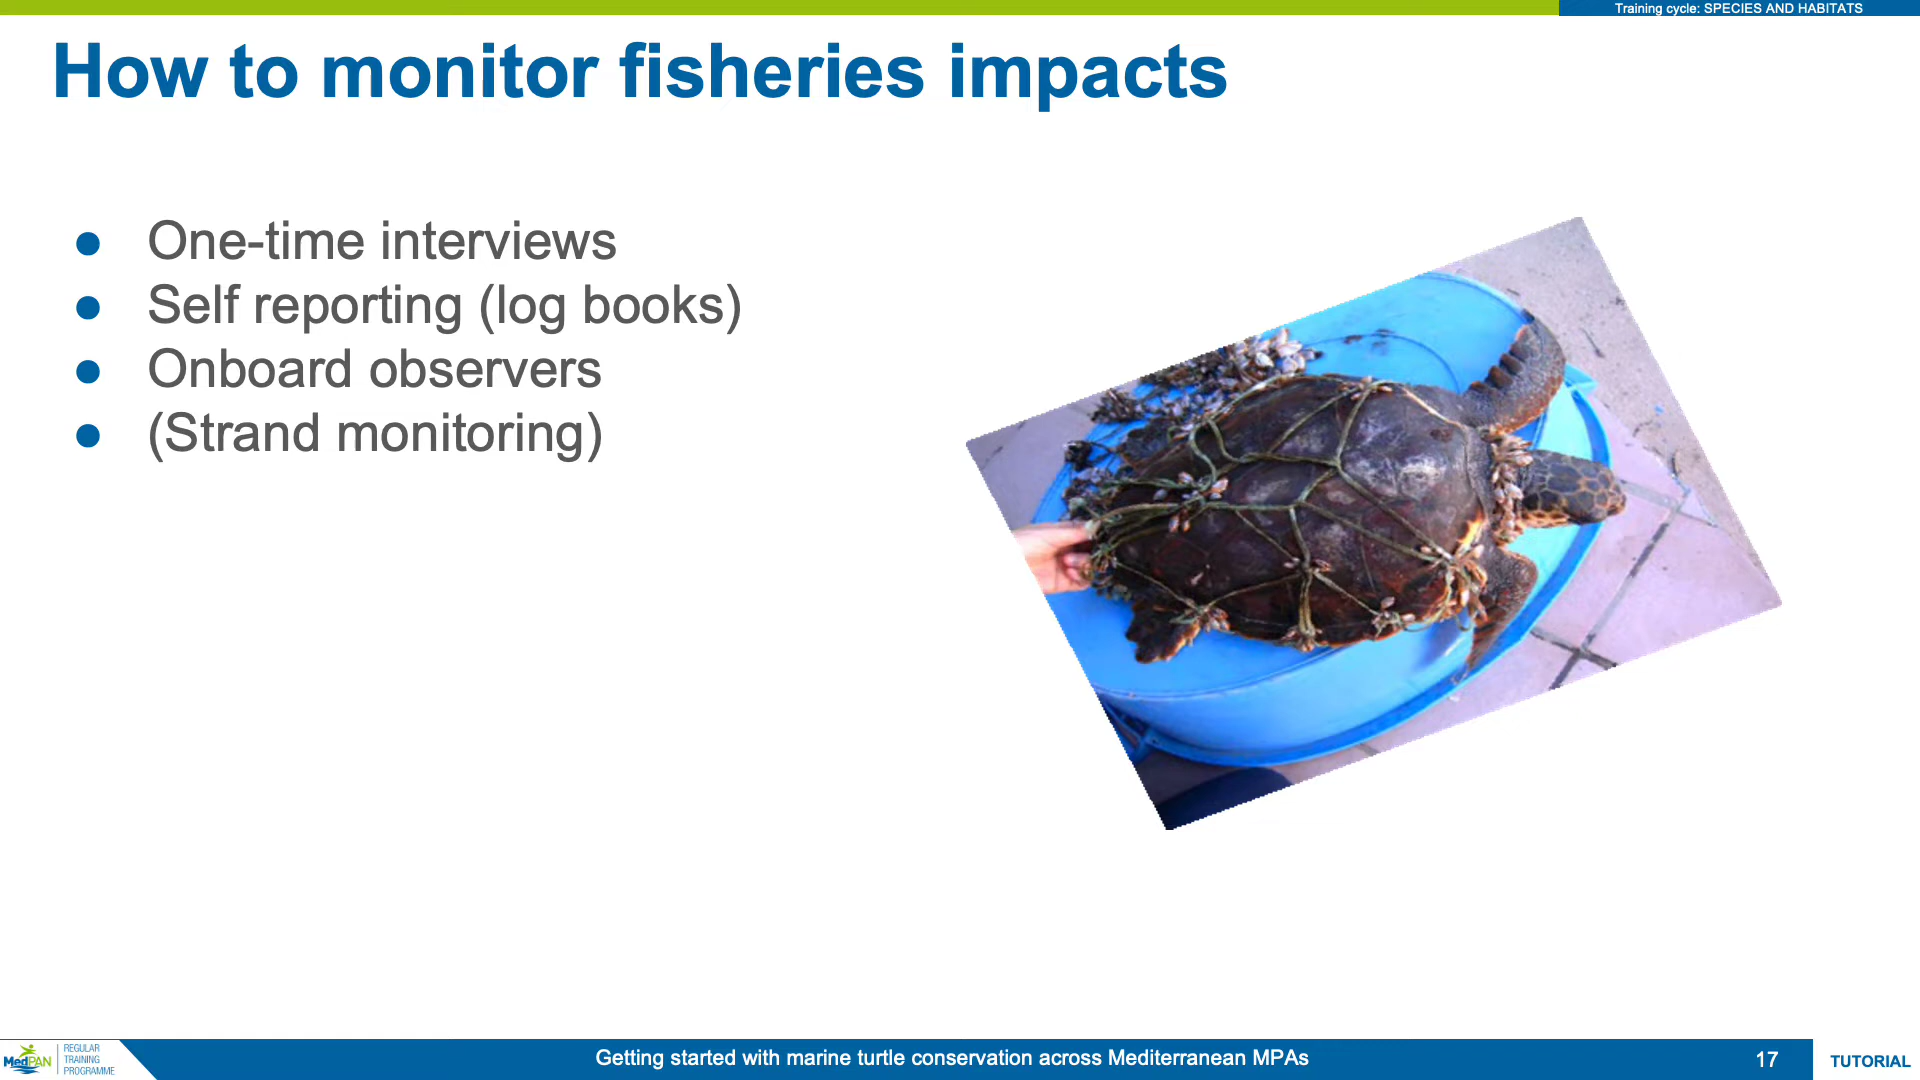 Training cycle: SPECIES AND HABITATS
How to monitor fisheries impacts
● One-time interviews
● Self reporting (log books)
● Onboard observers
● (Strand monitoring)
MedPAN
REGULAR
TRAINING
PROGRAMME
Getting started with marine turtle conservation across Mediterranean MPAs
17
TUTORIAL